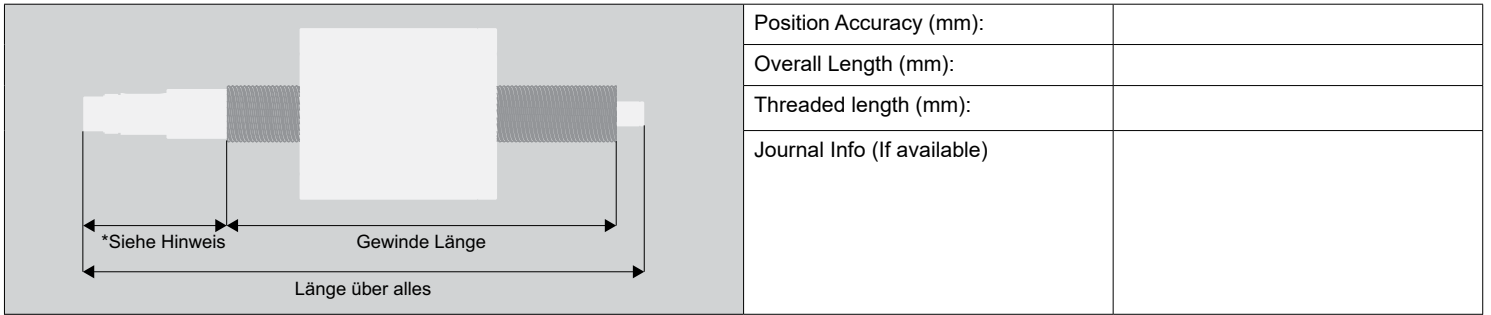 *Siehe Hinweis
Gewinde Länge
Länge über alles
Position Accuracy (mm):
Overall Length (mm):
Threaded length (mm):
Journal Info (If available)